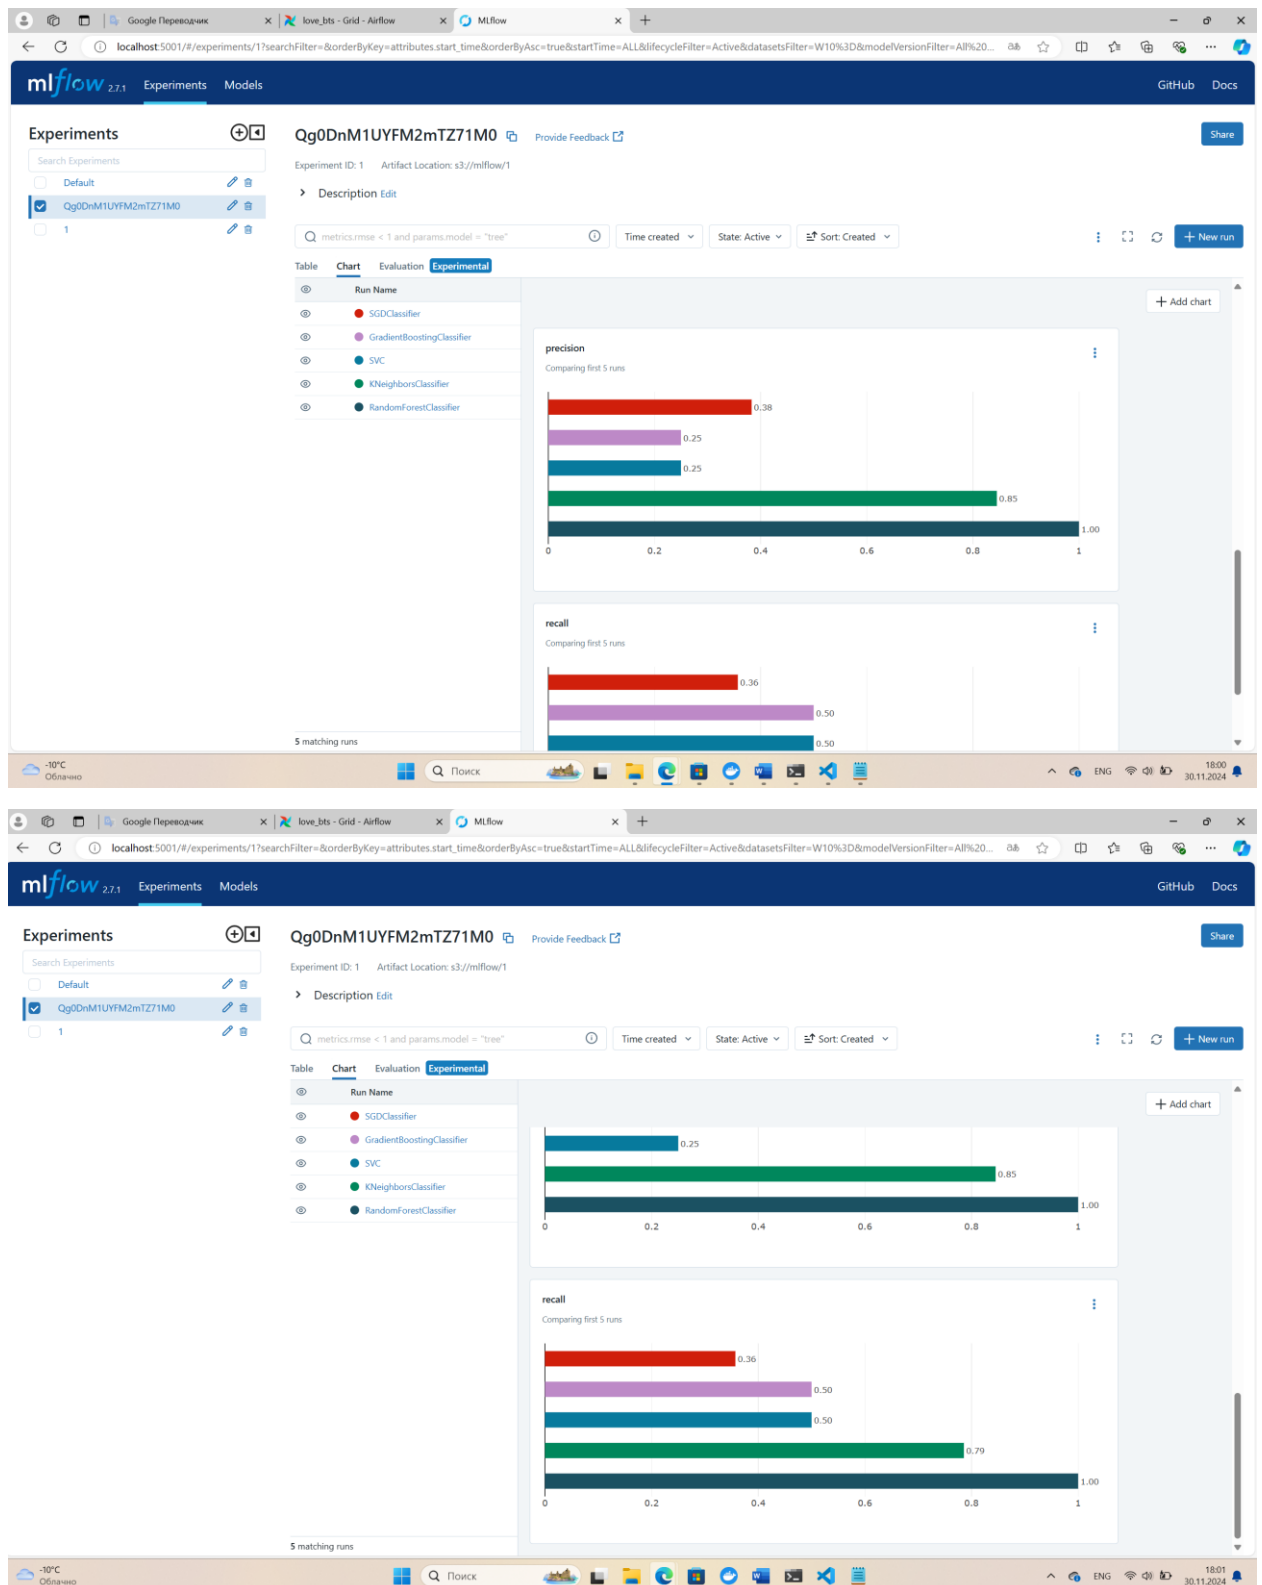 Google Переводчик
love_bts - Grid - Airflow
MLflow
localhost:5001/#/experiments/1?searchFilter=&orderByKey=attributes.start_time&orderByAsc=true&startTime=ALL&lifecycleFilter=Active&datasetsFilter=W10%3D&modelVersionFilter=All%20...
mlflow 2.7.1 Experiments Models GitHub Docs
Experiments
Qg0DnM1UYFM2mTZ71M0 Provide Feedback Share
Search Experiments
Experiment ID: 1 Artifact Location: s3://mlflow/1
Default
Description Edit
Qg0DnM1UYFM2mTZ71M0
1
metrics.rmse < 1 and params.model = "tree" Time created State: Active Sort: Created + New run
Table Chart Evaluation Experimental
Run Name
+ Add chart
SGDClassifier
GradientBoostingClassifier
SVC
KNeighborsClassifier
RandomForestClassifier
precision
Comparing first 5 runs
0.38
0.25
0.25
0.85
1.00
0 0.2 0.4 0.6 0.8 1
recall
Comparing first 5 runs
0.36
0.50
0.50
5 matching runs
-10°C
Облачно
Поиск
ENG
18:00
30.11.2024
Google Переводчик
love_bts - Grid - Airflow
MLflow
localhost:5001/#/experiments/1?searchFilter=&orderByKey=attributes.start_time&orderByAsc=true&startTime=ALL&lifecycleFilter=Active&datasetsFilter=W10%3D&modelVersionFilter=All%20...
mlflow 2.7.1 Experiments Models GitHub Docs
Experiments
Qg0DnM1UYFM2mTZ71M0 Provide Feedback Share
Search Experiments
Experiment ID: 1 Artifact Location: s3://mlflow/1
Default
Description Edit
Qg0DnM1UYFM2mTZ71M0
1
metrics.rmse < 1 and params.model = "tree" Time created State: Active Sort: Created + New run
Table Chart Evaluation Experimental
Run Name
+ Add chart
SGDClassifier
GradientBoostingClassifier
SVC
KNeighborsClassifier
RandomForestClassifier
0.25
0.85
1.00
0 0.2 0.4 0.6 0.8 1
recall
Comparing first 5 runs
0.36
0.50
0.50
0.79
1.00
0 0.2 0.4 0.6 0.8 1
5 matching runs
-10°C
Облачно
Поиск
ENG
18:01
30.11.2024